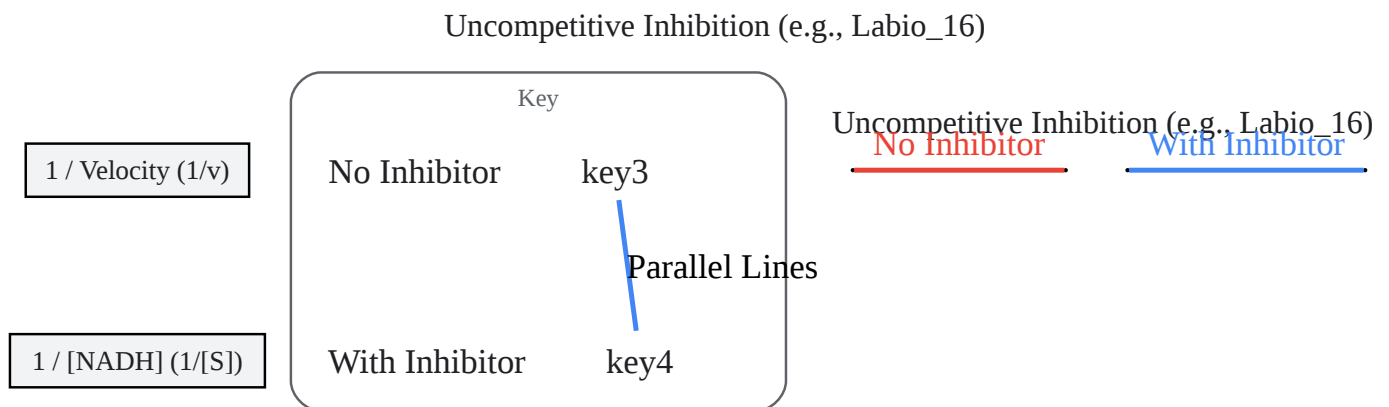 Uncompetitive Inhibition (e.g., Labio_16)
Key
Uncompetitive Inhibition (e.g., Labio_16)
No Inhibitor
With Inhibitor
1 / Velocity (1/v)
No Inhibitor
key3
Parallel Lines
1 / [NADH] (1/[S])
With Inhibitor
key4